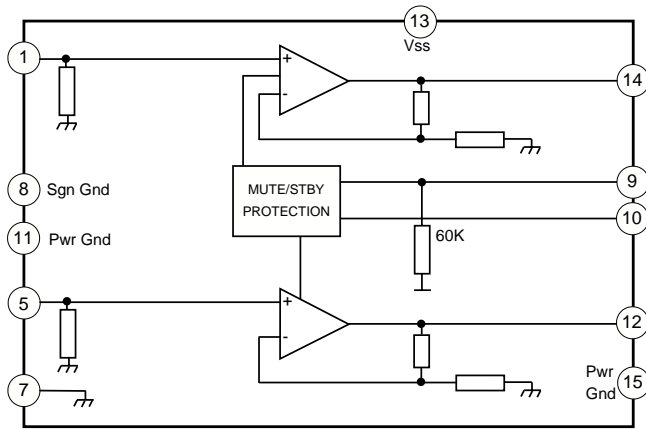 13
Vss
1
+
-
14
8
Sgn Gnd
MUTE/STBY
PROTECTION
9
10
11
Pwr Gnd
60K
5
+
-
12
7
Pwr
Gnd
15